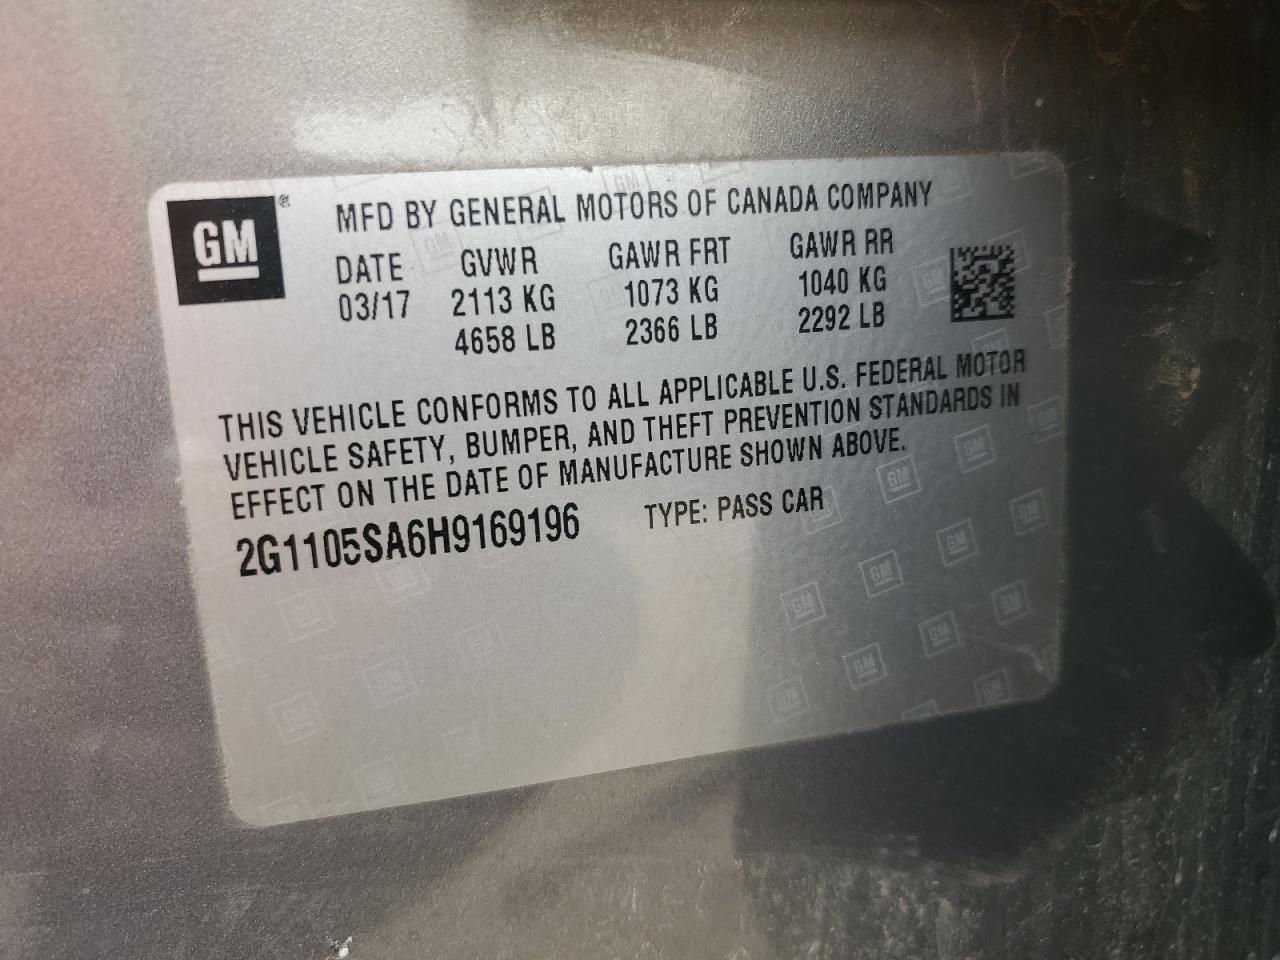 GM®
MFD BY GENERAL MOTORS OF CANADA COMPANY
DATE GVWR GAWR FRT GAWR RR
03/17 2113 KG 1073 KG 1040 KG
4658 LB 2366 LB 2292 LB
THIS VEHICLE CONFORMS TO ALL APPLICABLE U.S. FEDERAL MOTOR
VEHICLE SAFETY, BUMPER, AND THEFT PREVENTION STANDARDS IN
EFFECT ON THE DATE OF MANUFACTURE SHOWN ABOVE.
2G1105SA6H9169196 TYPE: PASS CAR